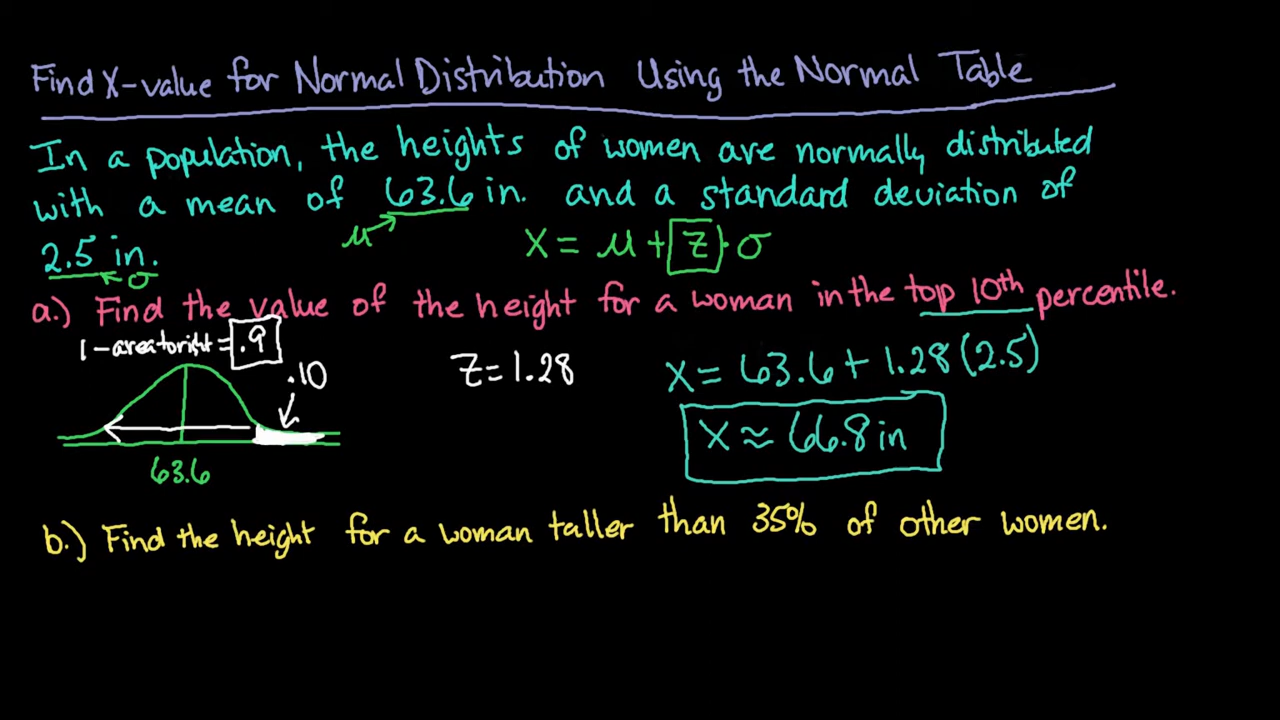 Find X-value for Normal Distribution Using the Normal Table
In a population, the heights of women are normally distributed
with a mean of 63.6 in. and a standard deviation of
μ
X = μ + Z · σ
2.5 in.
σ
a.) Find the value of the height for a woman in the top 10th percentile.
1 - area to right = .9
.10
63.6
Z = 1.28
X = 63.6 + 1.28 (2.5)
X ≈ 66.8 in
b.) Find the height for a woman taller than 35% of other women.